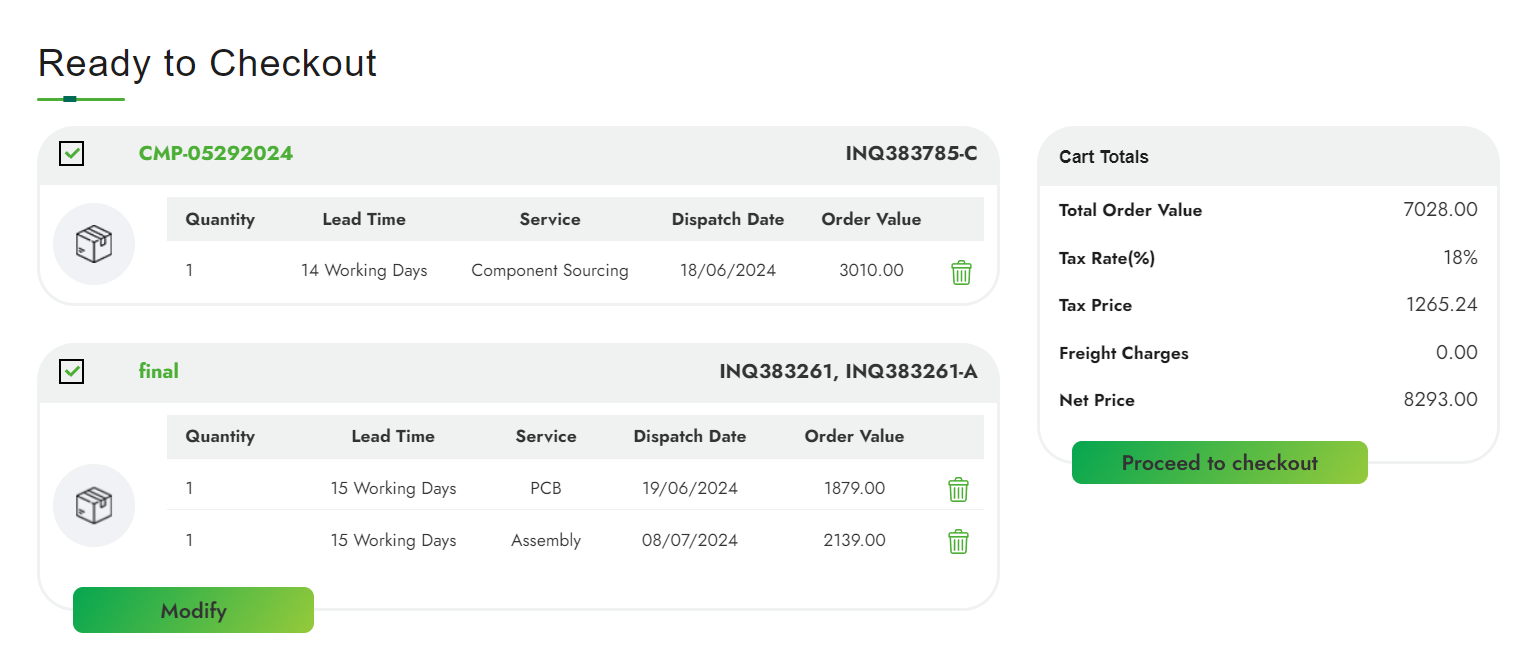 Ready to Checkout
CMP-05292024 INQ383785-C
Quantity Lead Time Service Dispatch Date Order Value
1 14 Working Days Component Sourcing 18/06/2024 3010.00
final INQ383261, INQ383261-A
Quantity Lead Time Service Dispatch Date Order Value
1 15 Working Days PCB 19/06/2024 1879.00
1 15 Working Days Assembly 08/07/2024 2139.00
Modify
Cart Totals
Total Order Value 7028.00
Tax Rate(%) 18%
Tax Price 1265.24
Freight Charges 0.00
Net Price 8293.00
Proceed to checkout